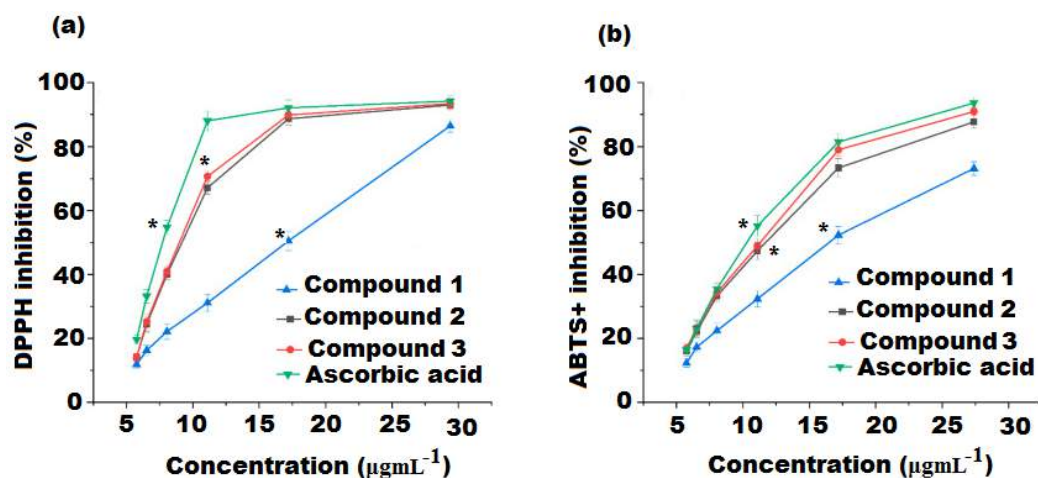 (a)
DPPH inhibition (%)
100
80
60
40
20
0
*
*
*
Compound 1
Compound 2
Compound 3
Ascorbic acid
5 10 15 20 25 30
Concentration (µgmL-1)
(b)
ABTS+ inhibition (%)
100
80
60
40
20
0
*
*
*
Compound 1
Compound 2
Compound 3
Ascorbic acid
5 10 15 20 25 30
Concentration (µgmL-1)